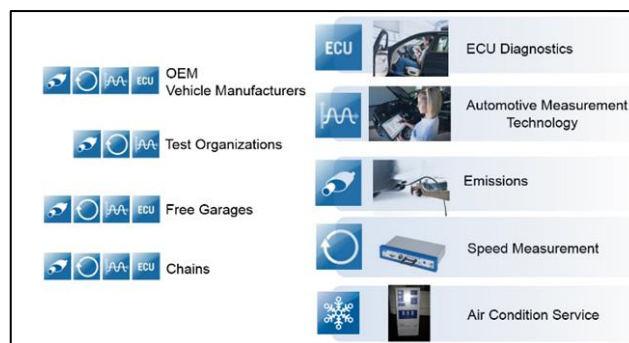 ECU
OEM
Vehicle Manufacturers
Test Organizations
ECU
Free Garages
ECU
Chains
ECU
ECU Diagnostics
Automotive Measurement
Technology
Emissions
Speed Measurement
Air Condition Service